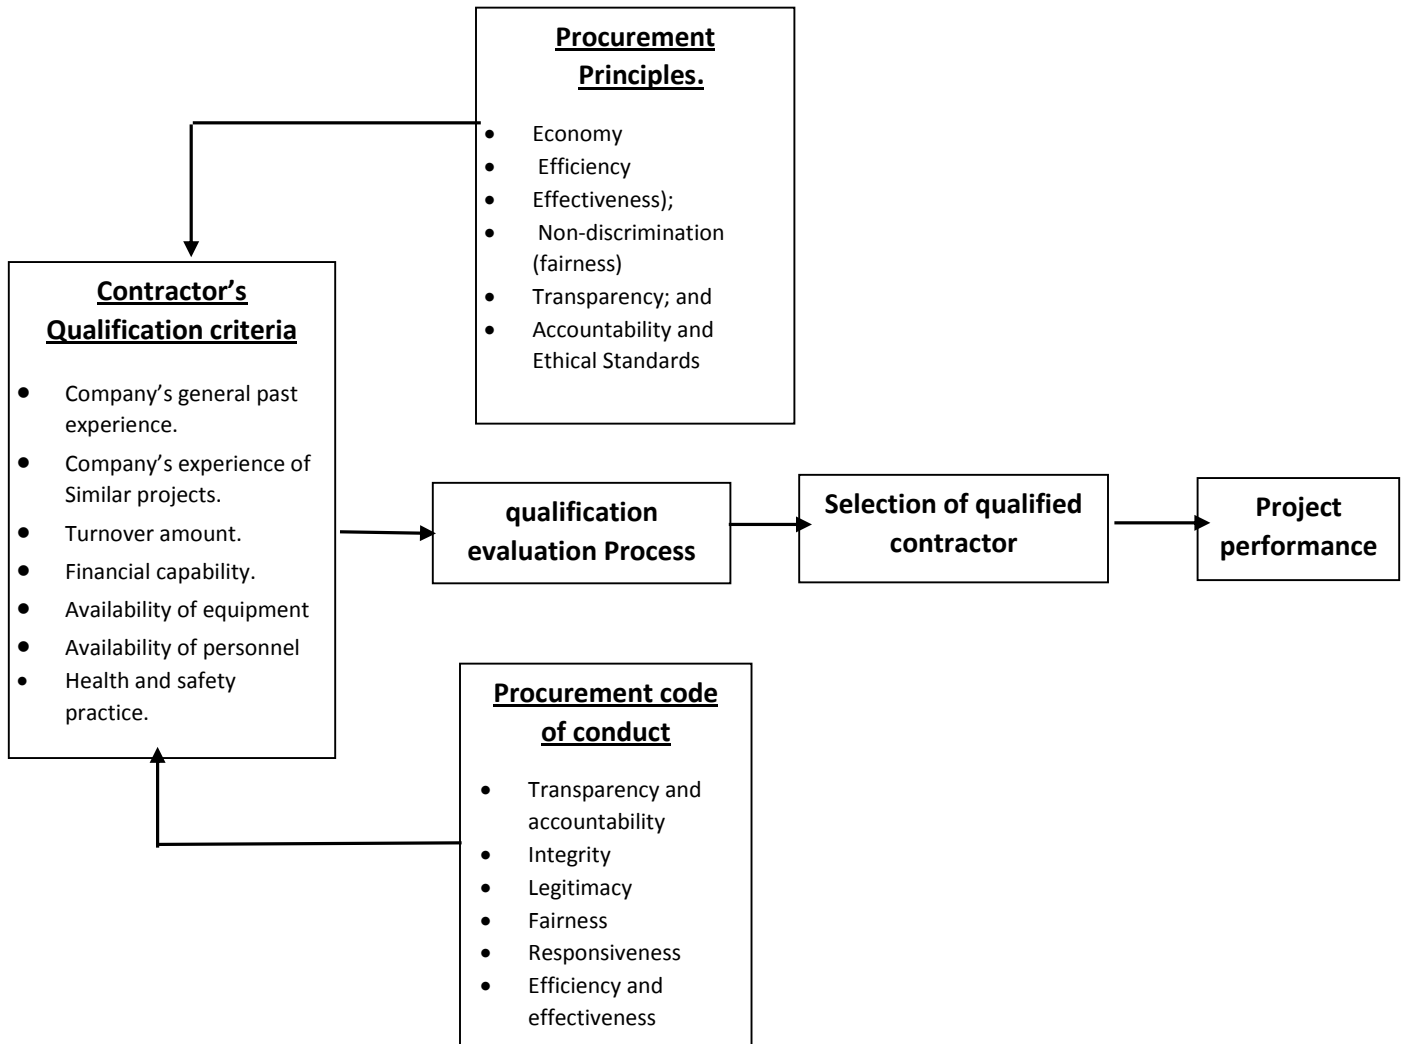 Procurement
Principles.
• Economy
• Efficiency
• Effectiveness);
• Non-discrimination
(fairness)
• Transparency; and
• Accountability and
Ethical Standards
Contractor’s
Qualification criteria
• Company’s general past
experience.
• Company’s experience of
Similar projects.
• Turnover amount.
• Financial capability.
• Availability of equipment
• Availability of personnel
• Health and safety
practice.
qualification
evaluation Process
Selection of qualified
contractor
Project
performance
Procurement code
of conduct
• Transparency and
accountability
• Integrity
• Legitimacy
• Fairness
• Responsiveness
• Efficiency and
effectiveness